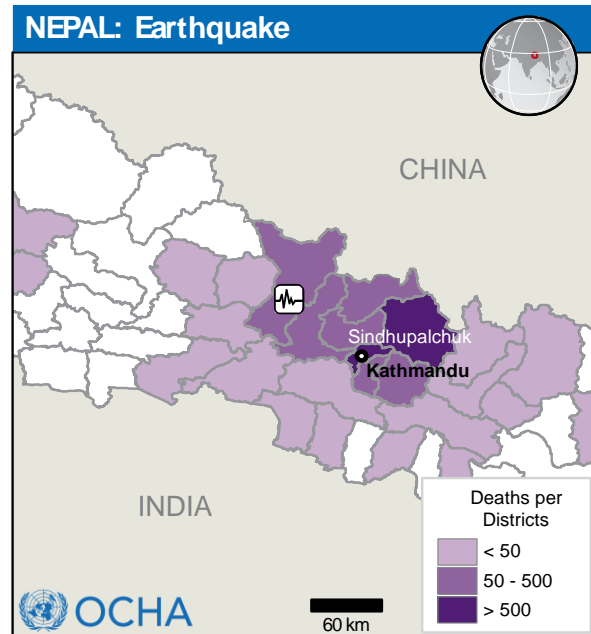 NEPAL: Earthquake
CHINA
Sindhupalchuk
Kathmandu
INDIA
Deaths per
Districts
< 50
50 - 500
> 500
OCHA
60 km